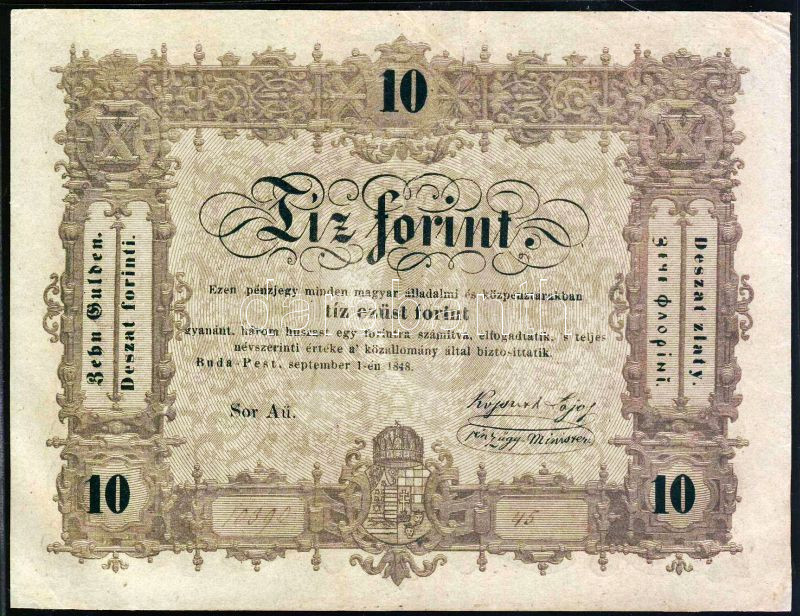 10
X
X
Tíz forint.
Ezen pénzjegy minden magyar álladalmi és közpénztárakban
tíz ezüst forint
gyanánt, három huszast egy forintra számítva, elfogadtatik, 's teljes
névszerinti értéke a' közállomány által biztosíttatik.
Buda-Pest, september 1-én 1848.
Sor Aű.
Kossuth Lajos
pénzügy-Minister
Zehn Gulden.
Deszat forinti.
Deszat zlaty.
10
45
10